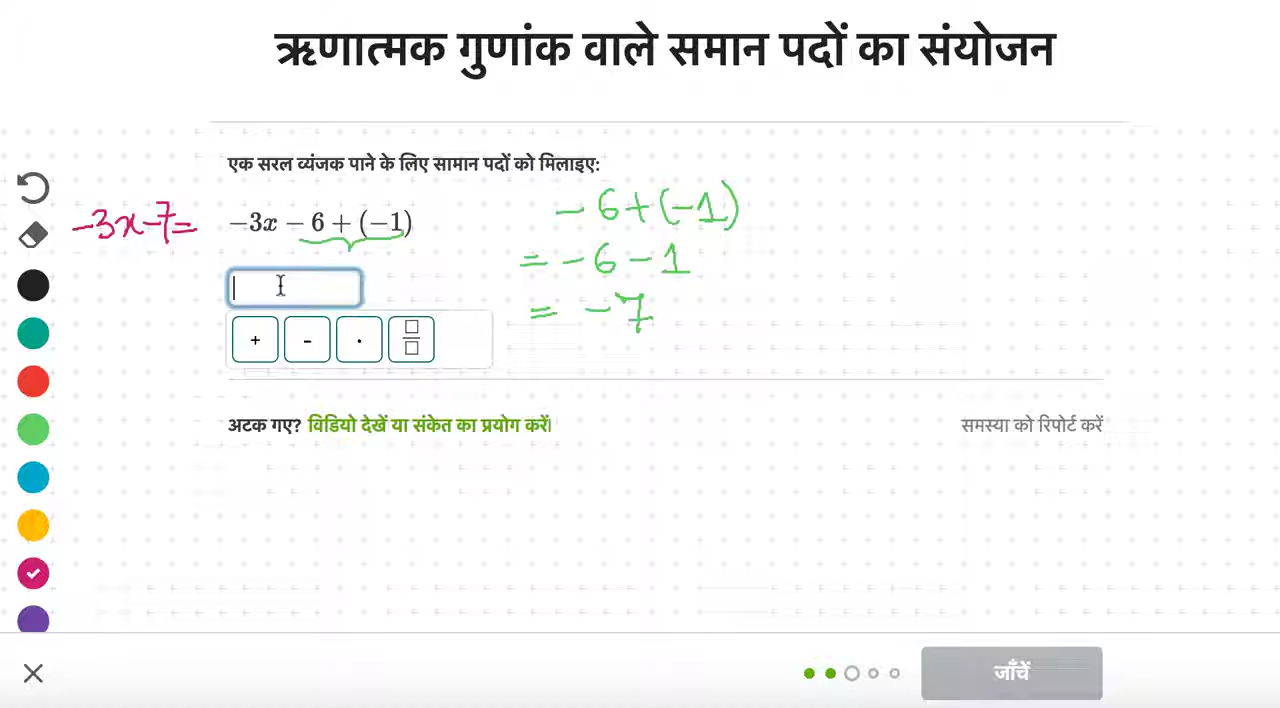 ऋणात्मक गुणांक वाले समान पदों का संयोजन
एक सरल व्यंजक पाने के लिए सामान पदों को मिलाइए:
-3x-7= −3x − 6 + (−1)
-6+(-1)
= -6-1
= -7
+ - · □/□
अटक गए? विडियो देखें या संकेत का प्रयोग करें।
समस्या को रिपोर्ट करें
जाँचें